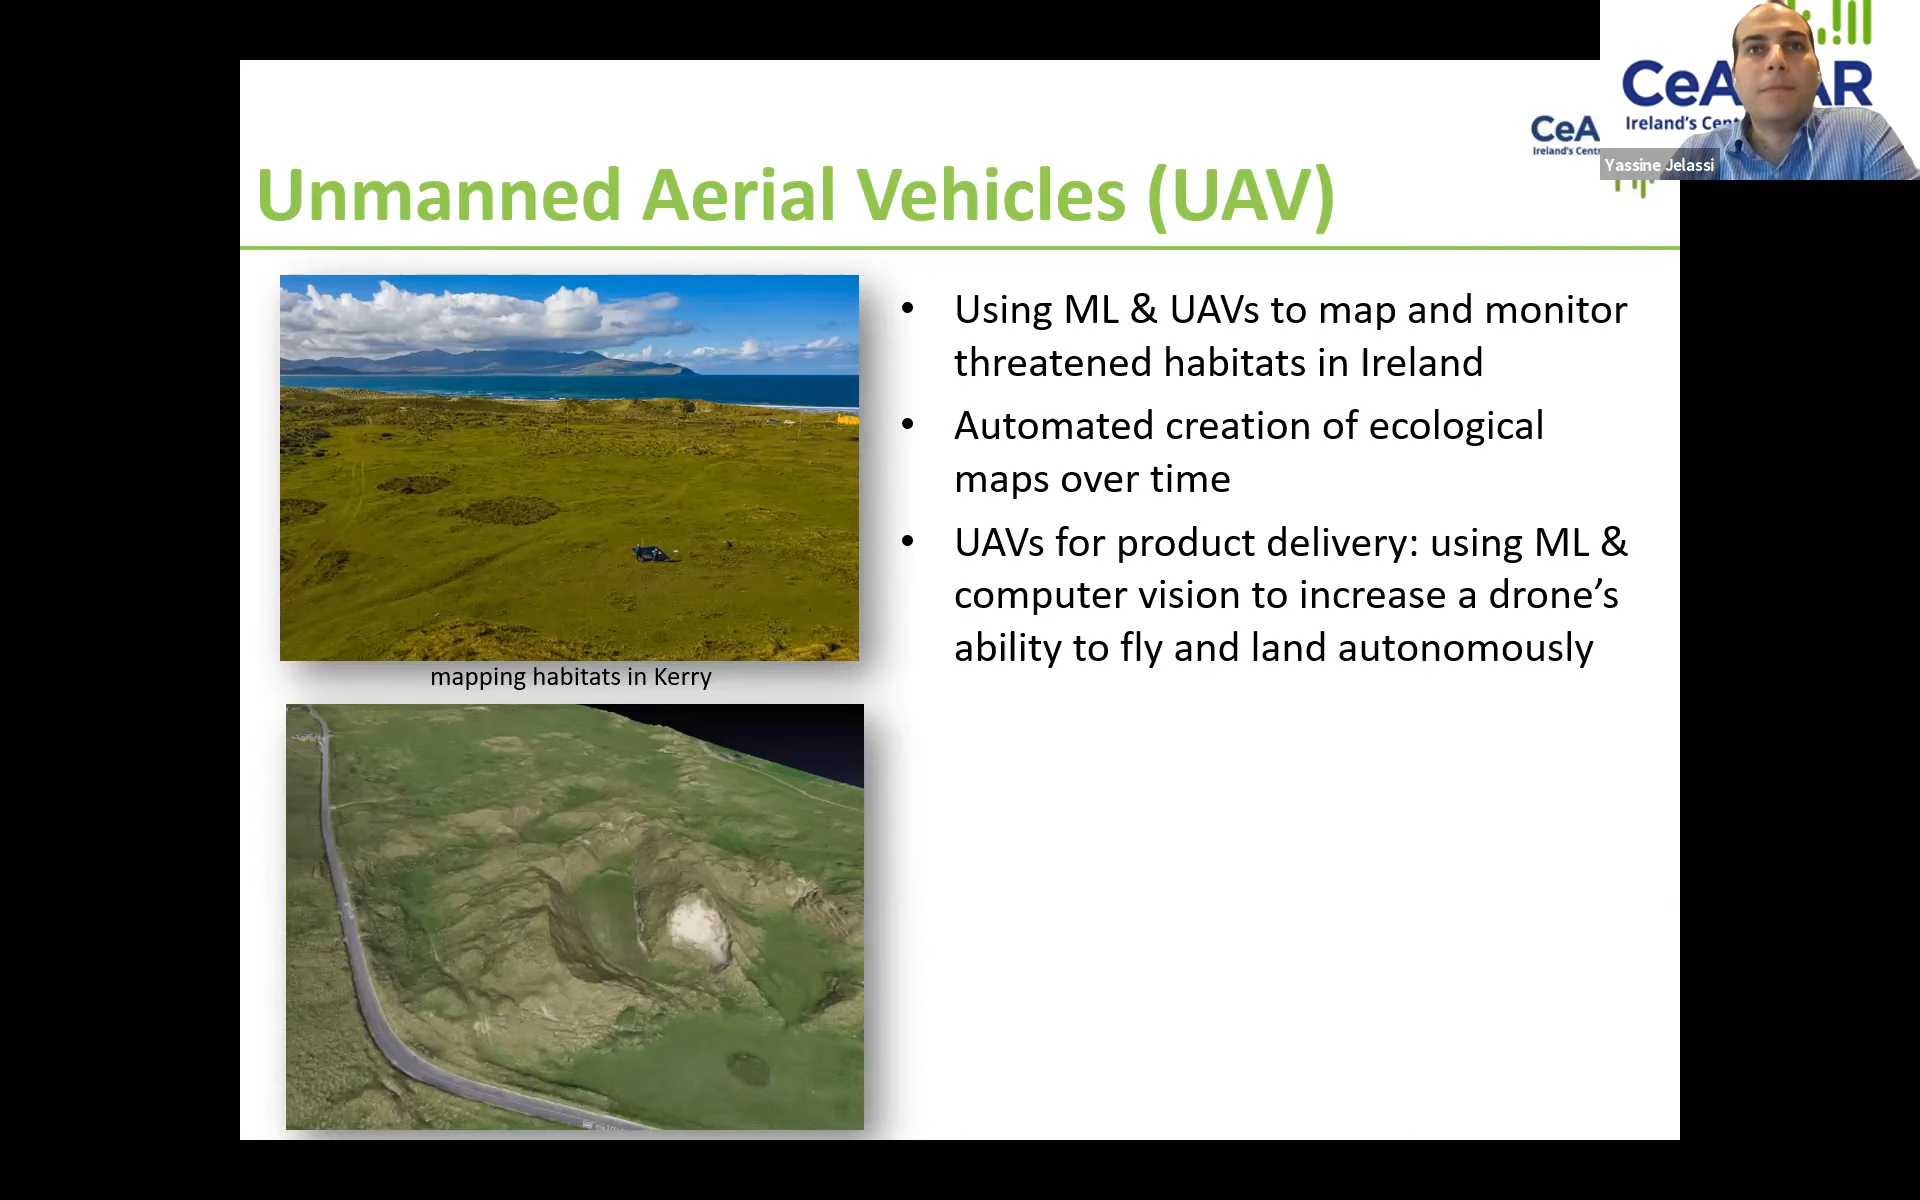 CeA AR
Ireland's Cent
CeA
Ireland's Cent
Yassine Jelassi
Unmanned Aerial Vehicles (UAV)
• Using ML & UAVs to map and monitor
threatened habitats in Ireland
• Automated creation of ecological
maps over time
• UAVs for product delivery: using ML &
computer vision to increase a drone’s
ability to fly and land autonomously
mapping habitats in Kerry